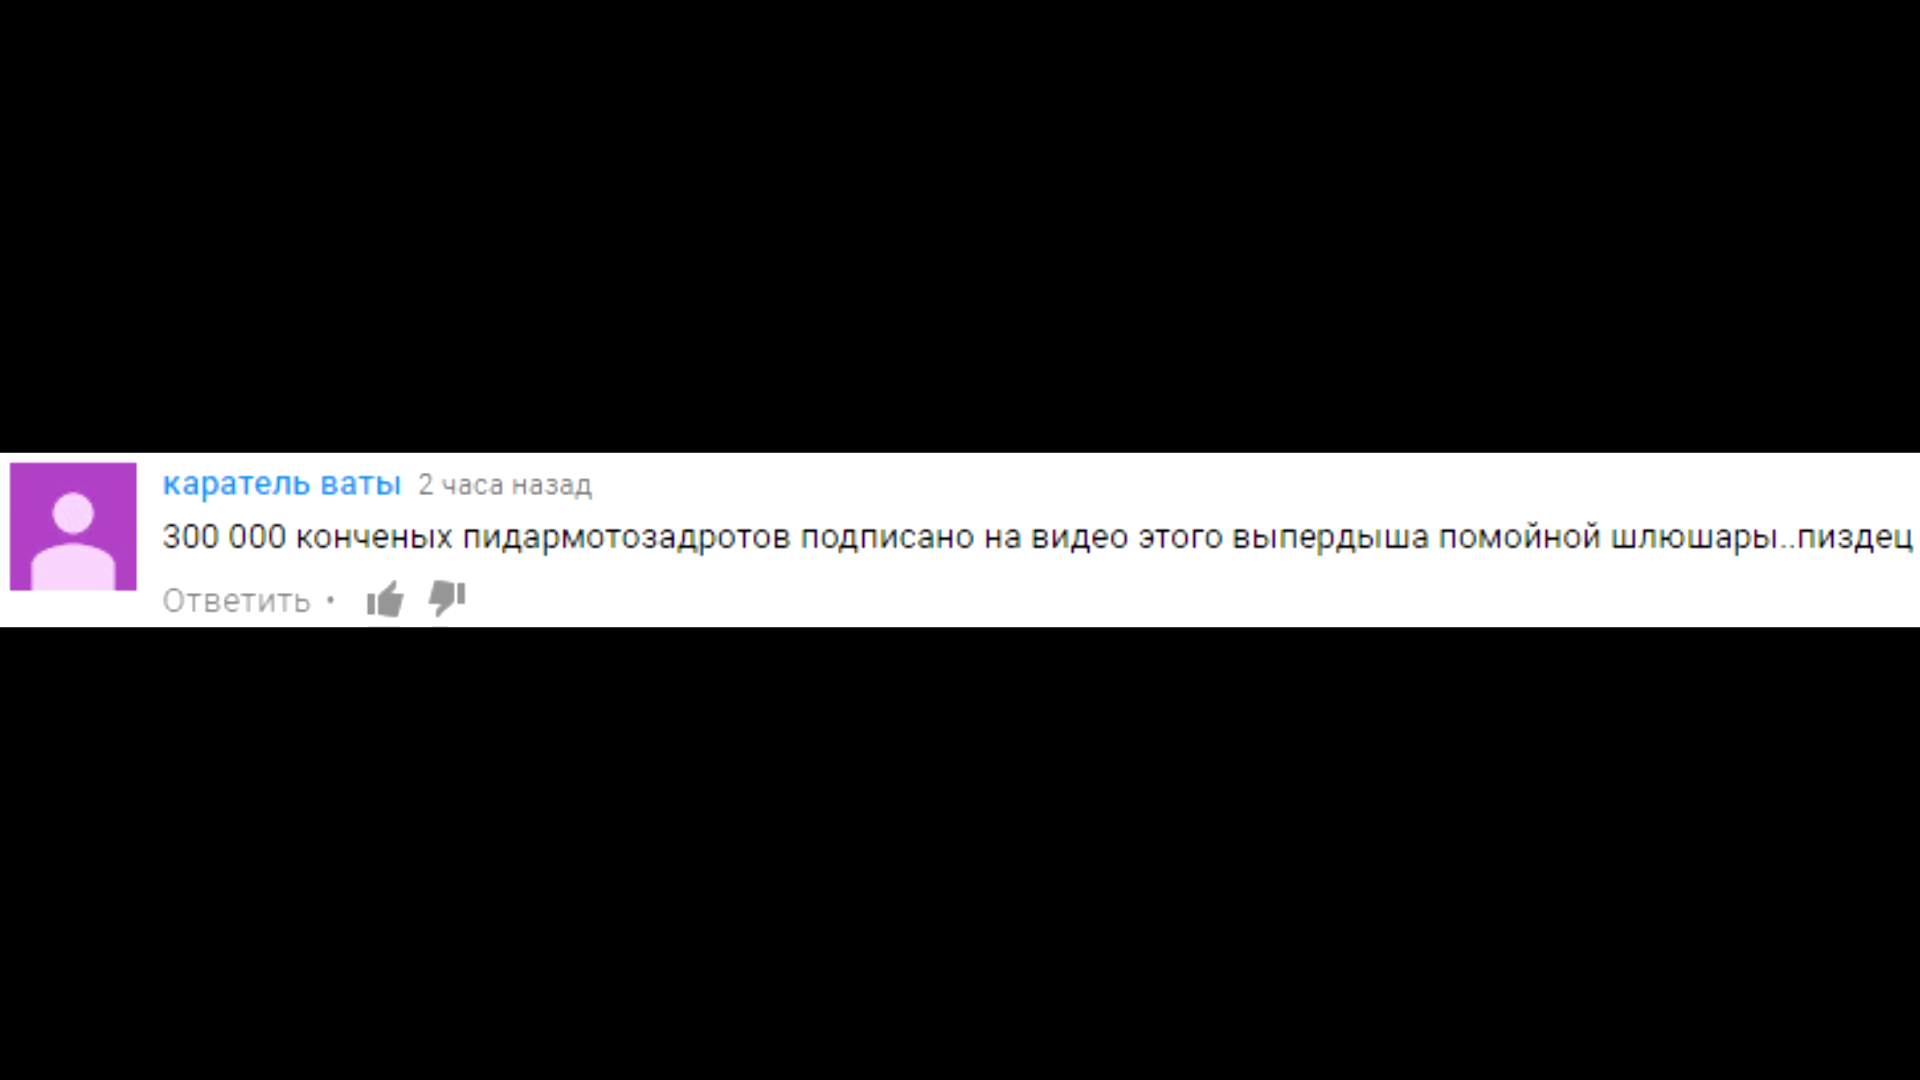 каратель ваты 2 часа назад
300 000 конченых пидармотозадротов подписано на видео этого выпердыша помойной шлюшары..пиздец
Ответить •